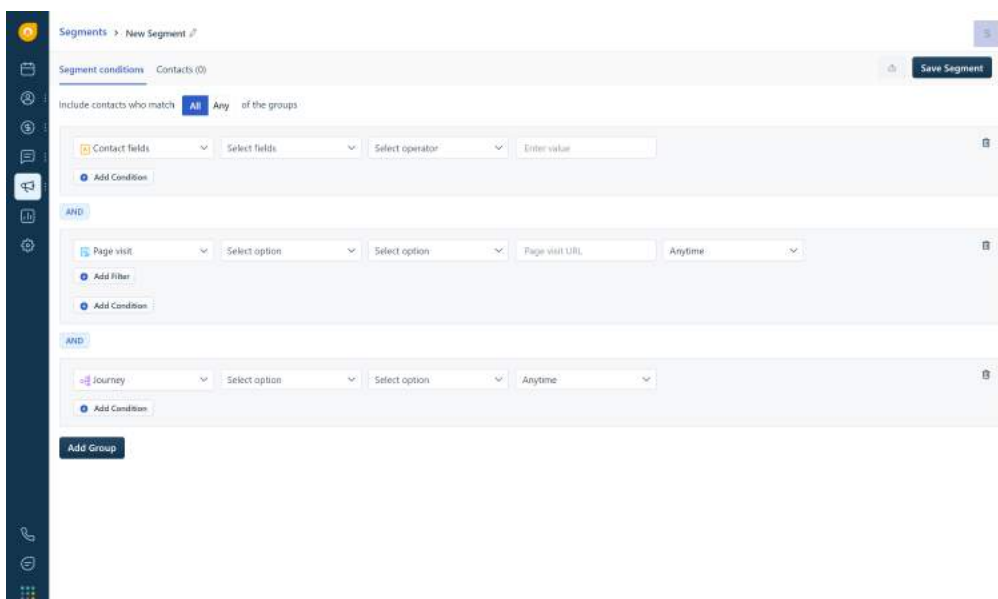 Segments > New Segment
S
Segment conditions Contacts (0)
Save Segment
Include contacts who match All Any of the groups
Contact fields Select fields Select operator Enter value
Add Condition
AND
Page visit Select option Select option Page visit URL Anytime
Add Filter
Add Condition
AND
Journey Select option Select option Anytime
Add Condition
Add Group